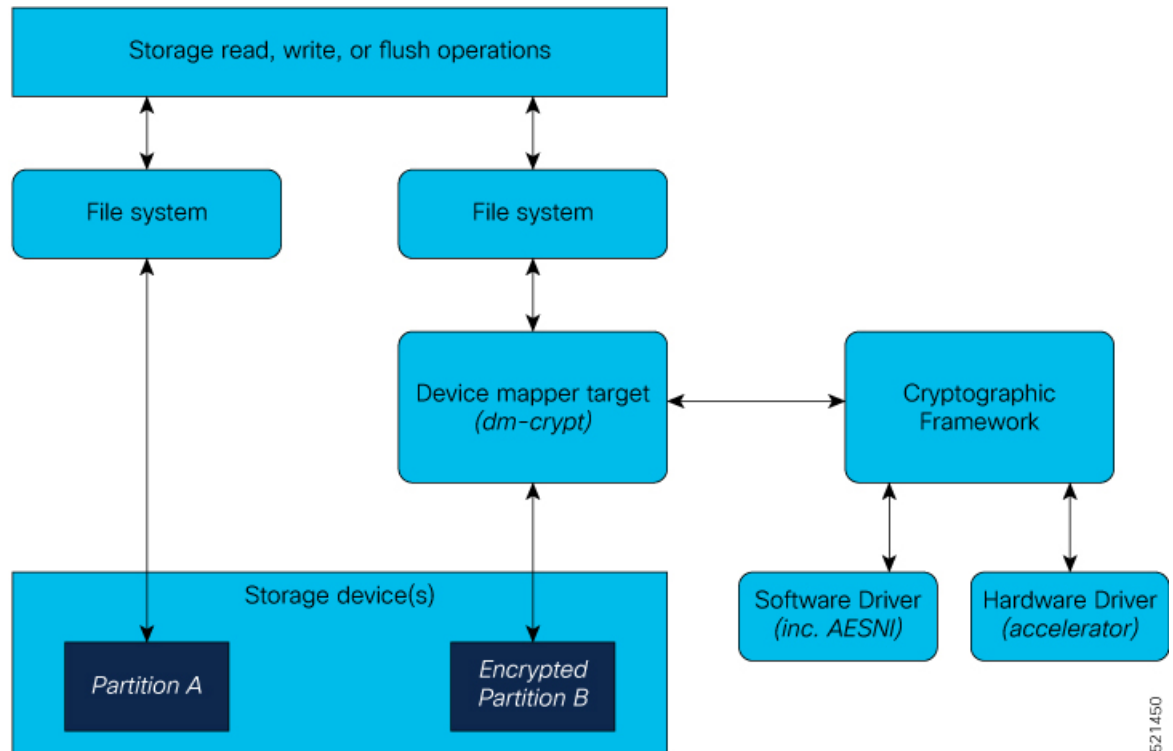 Storage read, write, or flush operations
File system
File system
Device mapper target
(dm-crypt)
Cryptographic
Framework
Storage device(s)
Software Driver
(inc. AESNI)
Hardware Driver
(accelerator)
Partition A
Encrypted
Partition B
521450